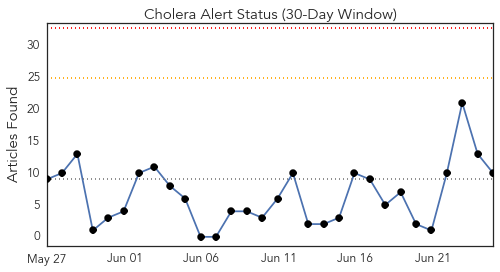 Cholera Alert Status (30-Day Window)
Articles Found
30
25
20
15
10
5
0
May 27 Jun 01 Jun 06 Jun 11 Jun 16 Jun 21